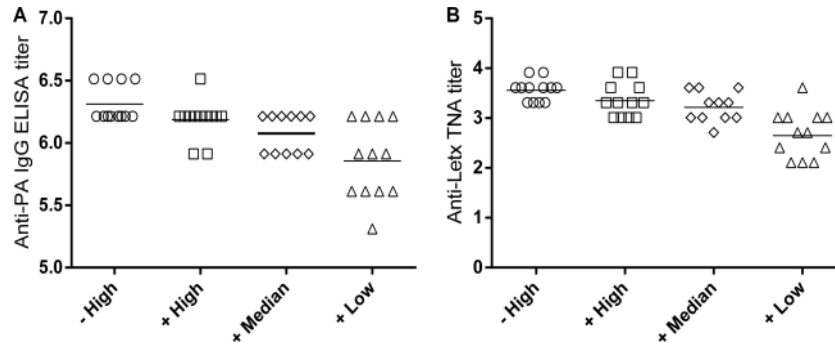 A
Anti-PA IgG ELISA titer
7.0
6.5
6.0
5.5
5.0
- High
+ High
+ Median
+ Low
B
Anti-Letx TNA titer
5
4
3
2
1
0
- High
+ High
+ Median
+ Low